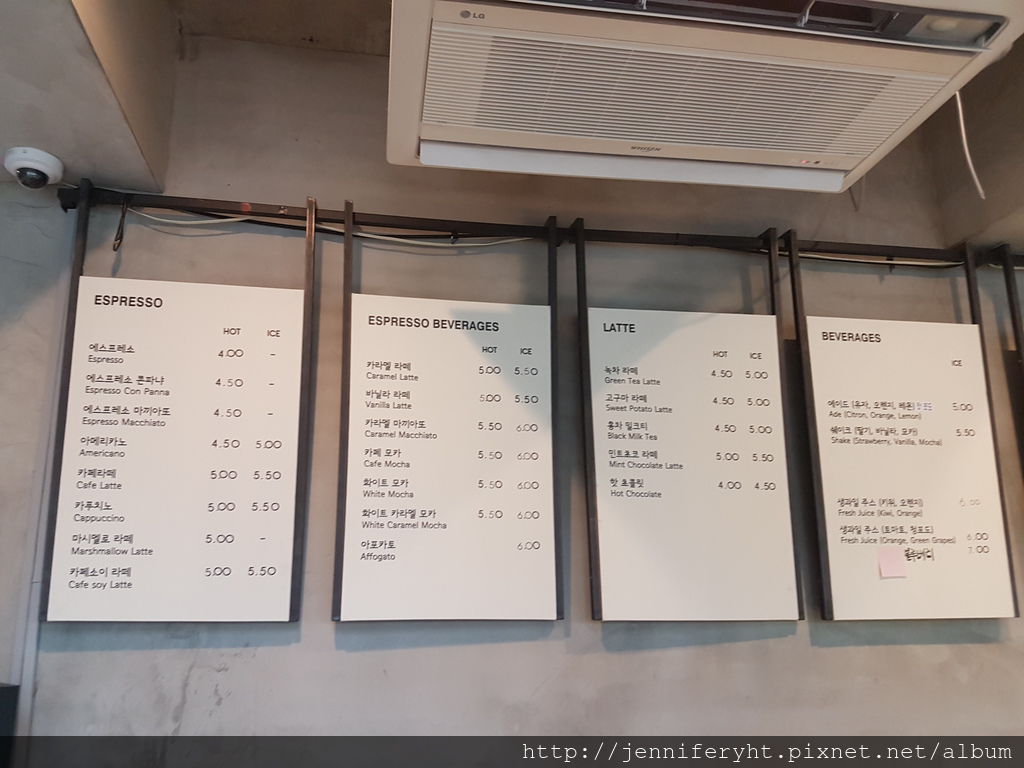 LG
WHISEN
ESPRESSO
HOT ICE
에스프레소 4.00 -
Espresso
에스프레소 콘파냐 4.50 -
Espresso Con Panna
에스프레소 마끼아또 4.50 -
Espresso Macchiato
아메리카노 4.50 5.00
Americano
카페라떼 5.00 5.50
Cafe Latte
카푸치노 5.00 5.50
Cappuccino
마시멜로 라떼 5.00 -
Marshmallow Latte
카페소이 라떼 5.00 5.50
Cafe soy Latte
ESPRESSO BEVERAGES
HOT ICE
카라멜 라떼 5.00 5.50
Caramel Latte
바닐라 라떼 5.00 5.50
Vanilla Latte
카라멜 마끼아또 5.50 6.00
Caramel Macchiato
카페 모카 5.50 6.00
Cafe Mocha
화이트 모카 5.50 6.00
White Mocha
화이트 카라멜 모카 5.50 6.00
White Caramel Mocha
아포카토 6.00
Affogato
LATTE
HOT ICE
녹차 라떼 4.50 5.00
Green Tea Latte
고구마 라떼 4.50 5.00
Sweet Potato Latte
홍차 밀크티 4.50 5.00
Black Milk Tea
민트초코 라떼 5.00 5.50
Mint Chocolate Latte
핫 초콜릿 4.00 4.50
Hot Chocolate
BEVERAGES
ICE
에이드 (유자, 오렌지, 레몬) 5.00
Ade (Citron, Orange, Lemon)
쉐이크 (딸기, 바닐라, 모카) 5.50
Shake (Strawberry, Vanilla, Mocha)
생과일 주스 (키위, 오렌지) 6.00
Fresh Juice (Kiwi, Orange)
생과일 주스 (토마토, 청포도) 6.00
Fresh Juice (Orange, Green Grapes)
블루베리 7.00
http://jenniferyht.pixnet.net/album